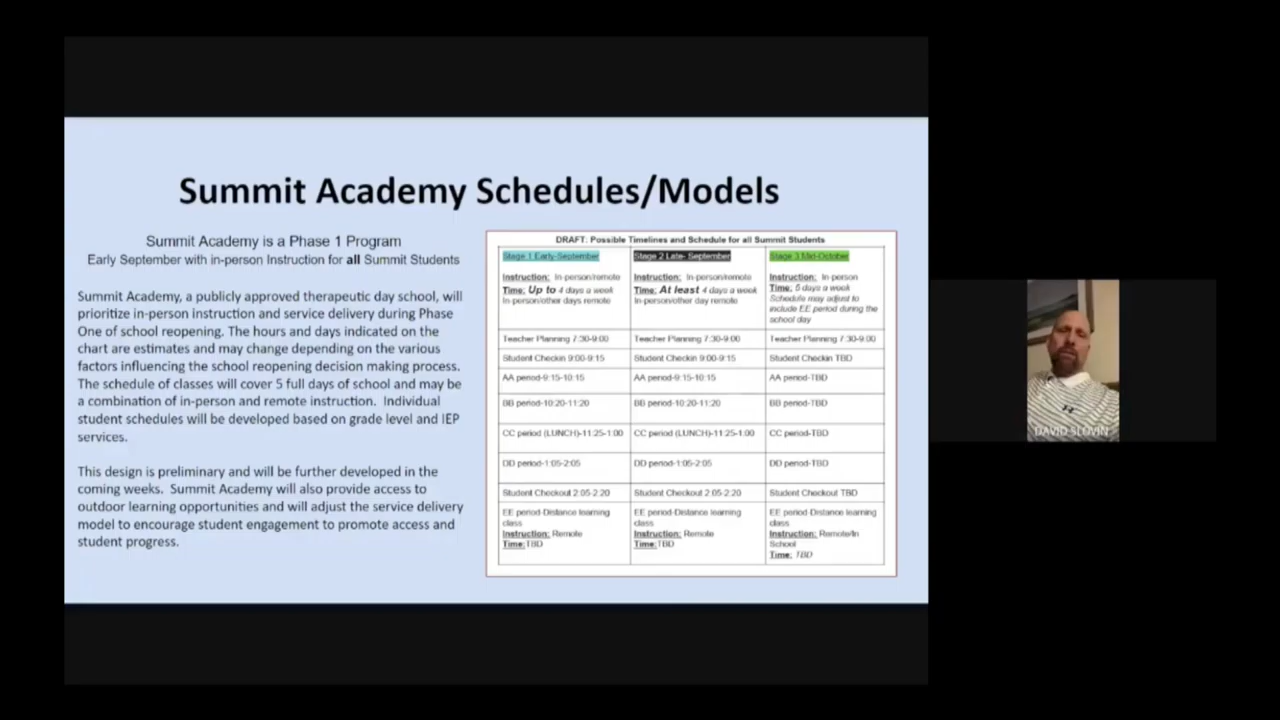 Summit Academy Schedules/Models
Summit Academy is a Phase 1 Program
Early September with in-person Instruction for all Summit Students
Summit Academy, a publicly approved therapeutic day school, will
prioritize in-person instruction and service delivery during Phase
One of school reopening. The hours and days indicated on the
chart are estimates and may change depending on the various
factors influencing the school reopening decision making process.
The schedule of classes will cover 5 full days of school and may be
a combination of in-person and remote instruction.  Individual
student schedules will be developed based on grade level and IEP
services.
This design is preliminary and will be further developed in the
coming weeks.  Summit Academy will also provide access to
outdoor learning opportunities and will adjust the service delivery
model to encourage student engagement to promote access and
student progress.
DRAFT: Possible Timelines and Schedule for all Summit Students
Stage 1 Early-September
Instruction: In-person/remote
Time: Up to 4 days a week
In-person/other days remote
Stage 2 Late- September
Instruction: In-person/remote
Time: At least 4 days a week
In-person/other day remote
Stage 3 Mid-October
Instruction: In-person
Time: 5 days a week
Schedule may adjust to
include EE period during the
school day
Teacher Planning 7:30-9:00
Teacher Planning 7:30-9:00
Teacher Planning 7:30-9:00
Student Checkin 9:00-9:15
Student Checkin 9:00-9:15
Student Checkin TBD
AA period-9:15-10:15
AA period-9:15-10:15
AA period-TBD
BB period-10:20-11:20
BB period-10:20-11:20
BB period-TBD
CC period (LUNCH)-11:25-1:00
CC period (LUNCH)-11:25-1:00
CC period-TBD
DD period-1:05-2:05
DD period-1:05-2:05
DD period-TBD
Student Checkout 2:05-2:20
Student Checkout 2:05-2:20
Student Checkout TBD
EE period-Distance learning
class
Instruction: Remote
Time:TBD
EE period-Distance learning
class
Instruction: Remote
Time:TBD
EE period-Distance learning
class
Instruction: Remote/In
School
Time: TBD
DAVID SLOVIN